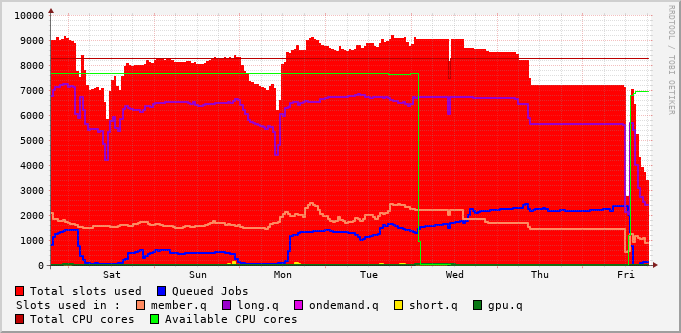 10000
9000
8000
7000
6000
5000
4000
3000
2000
1000
0
Sat Sun Mon Tue Wed Thu Fri
RRDTOOL / TOBI OETIKER
Total slots used Queued Jobs
Slots used in : member.q long.q ondemand.q short.q gpu.q
Total CPU cores Available CPU cores